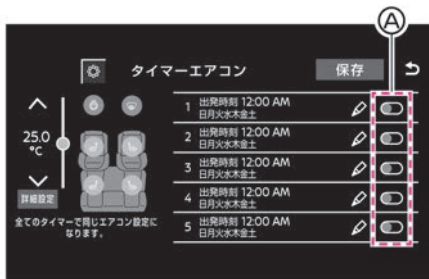 A
タイマーエアコン
保存
25.0
°C
詳細設定
全てのタイマーで同じエアコン設定に
なります。
1 出発時刻 12:00 AM
日月火水木金土
2 出発時刻 12:00 AM
日月火水木金土
3 出発時刻 12:00 AM
日月火水木金土
4 出発時刻 12:00 AM
日月火水木金土
5 出発時刻 12:00 AM
日月火水木金土